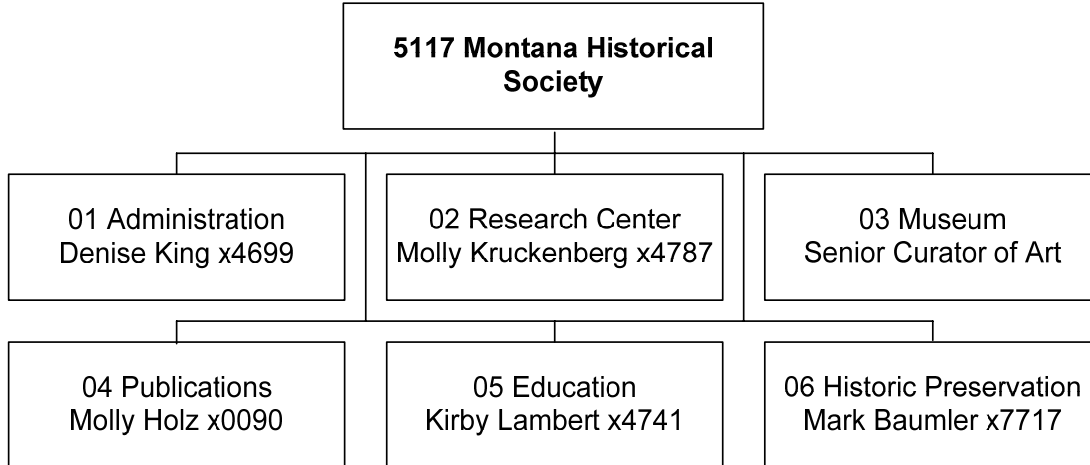 5117 Montana Historical
Society
01 Administration
Denise King x4699
02 Research Center
Molly Kruckenberg x4787
03 Museum
Senior Curator of Art
04 Publications
Molly Holz x0090
05 Education
Kirby Lambert x4741
06 Historic Preservation
Mark Baumler x7717